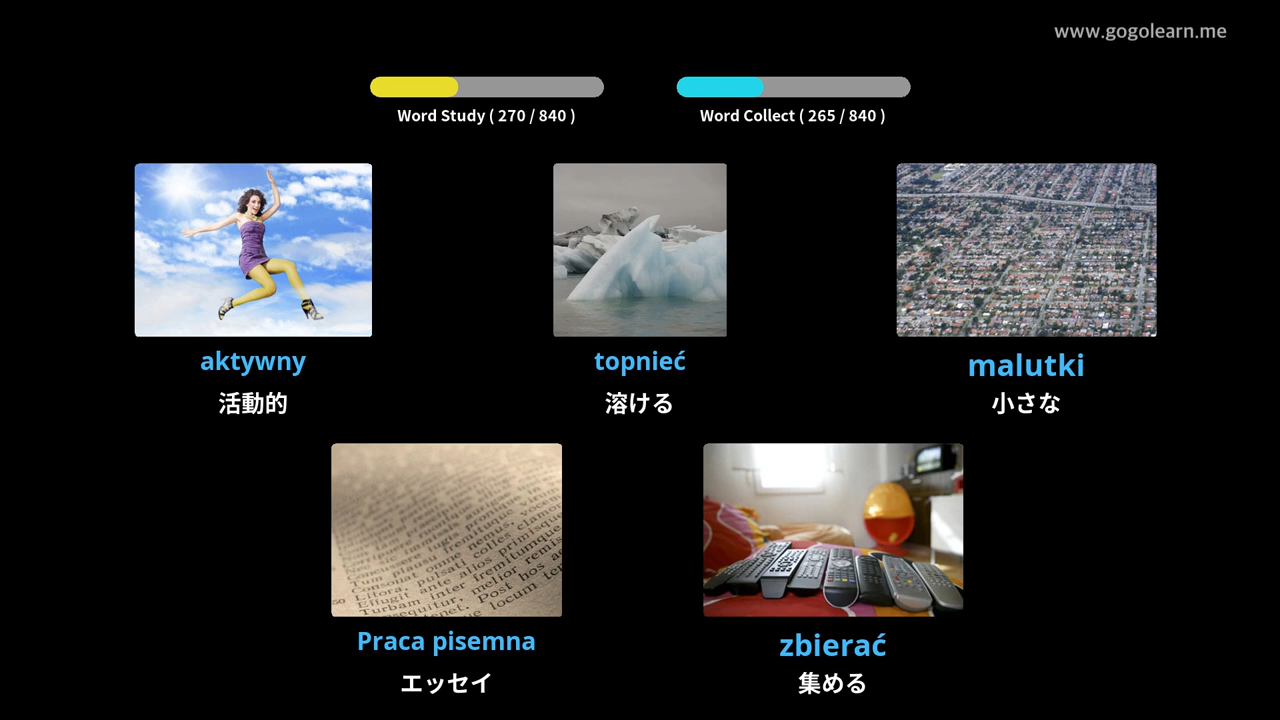 www.gogolearn.me
Word Study ( 270 / 840 )
Word Collect ( 265 / 840 )
aktywny
活動的
topnieć
溶ける
malutki
小さな
Praca pisemna
エッセイ
zbierać
集める